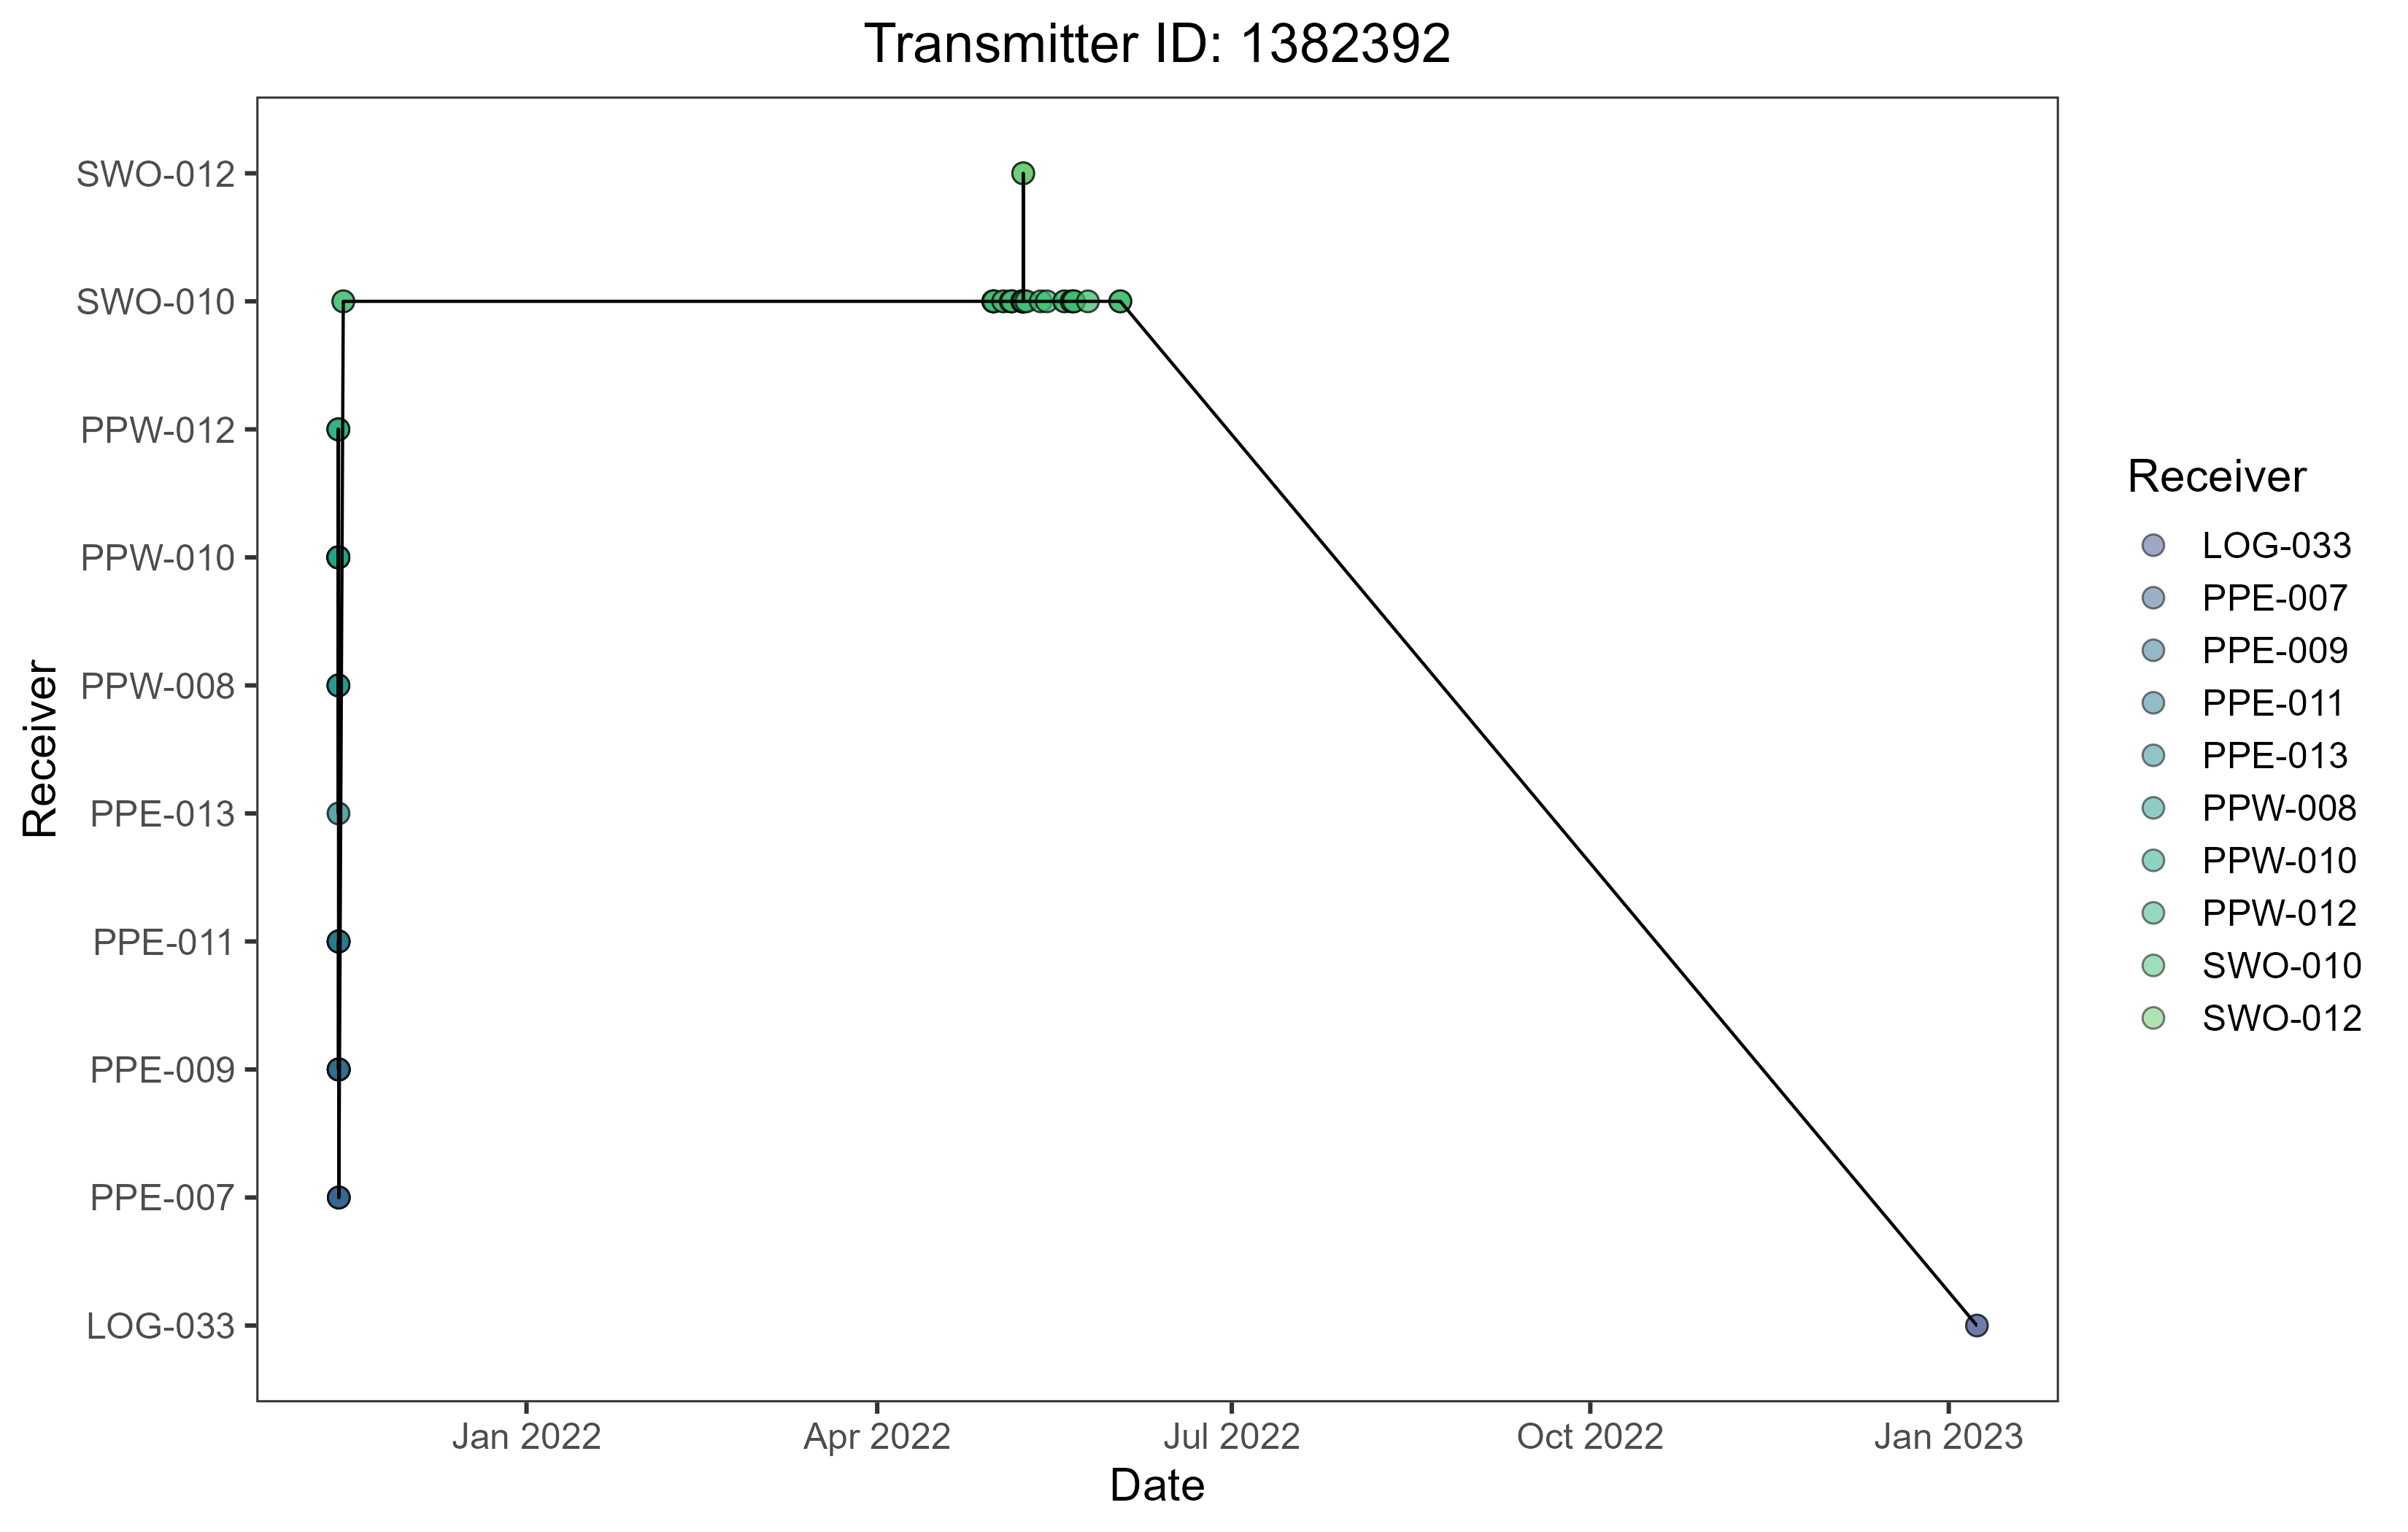 Transmitter ID: 1382392
SWO-012
SWO-010
PPW-012
PPW-010
PPW-008
PPE-013
PPE-011
PPE-009
PPE-007
LOG-033
Receiver
Jan 2022
Apr 2022
Jul 2022
Oct 2022
Jan 2023
Date
Receiver
LOG-033
PPE-007
PPE-009
PPE-011
PPE-013
PPW-008
PPW-010
PPW-012
SWO-010
SWO-012